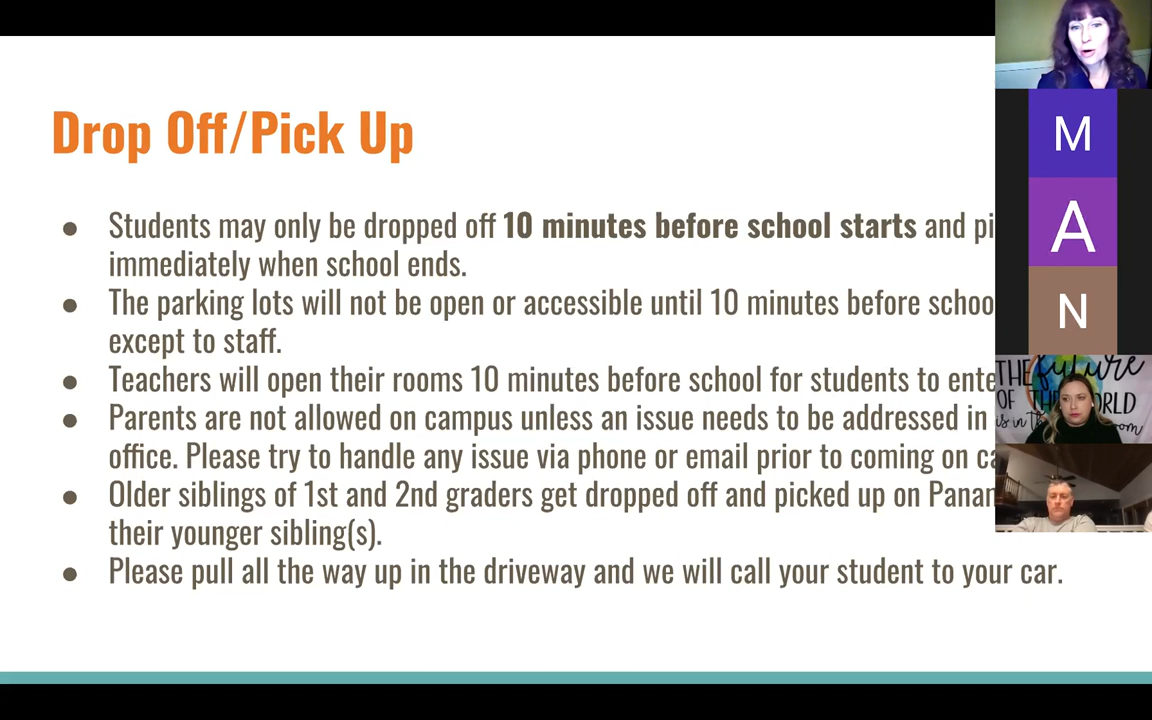 Drop Off/Pick Up
● Students may only be dropped off 10 minutes before school starts and
immediately when school ends.
● The parking lots will not be open or accessible until 10 minutes before
except to staff.
● Teachers will open their rooms 10 minutes before school for students to
● Parents are not allowed on campus unless an issue needs to be addressed in
office. Please try to handle any issue via phone or email prior to coming on
● Older siblings of 1st and 2nd graders get dropped off and picked up on
their younger sibling(s).
● Please pull all the way up in the driveway and we will call your student to your car.
M
A
N
THE future
OF THE WORLD
is in th